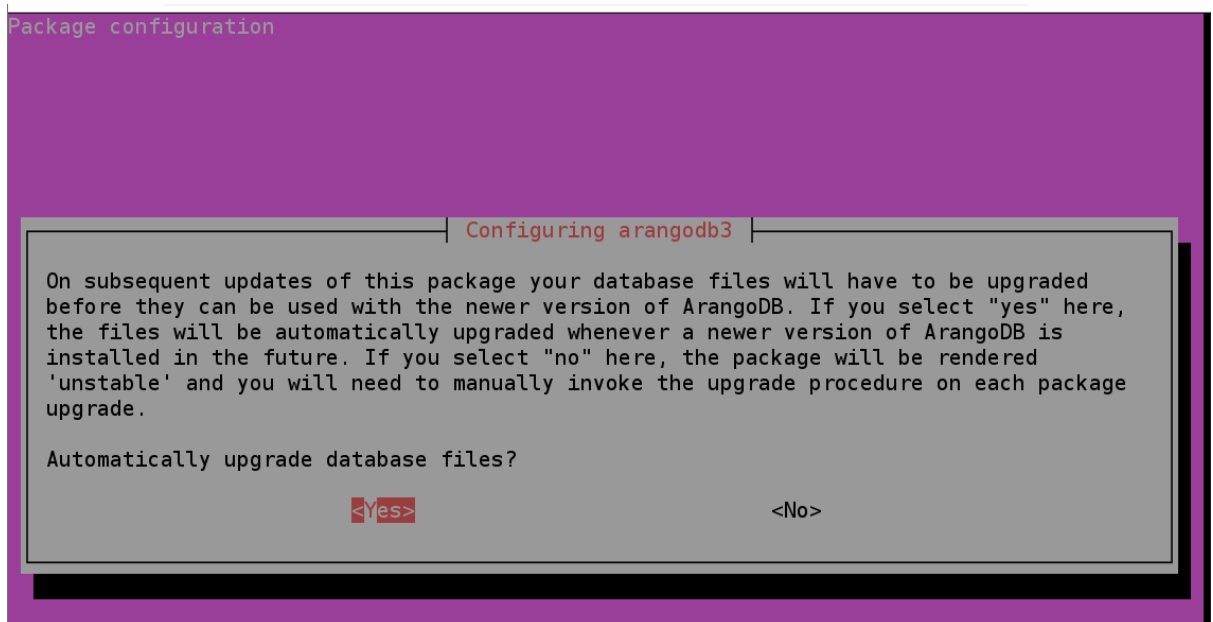 Package configuration
Configuring arangodb3
On subsequent updates of this package your database files will have to be upgraded
before they can be used with the newer version of ArangoDB. If you select "yes" here,
the files will be automatically upgraded whenever a newer version of ArangoDB is
installed in the future. If you select "no" here, the package will be rendered
'unstable' and you will need to manually invoke the upgrade procedure on each package
upgrade.
Automatically upgrade database files?
<Yes> <No>